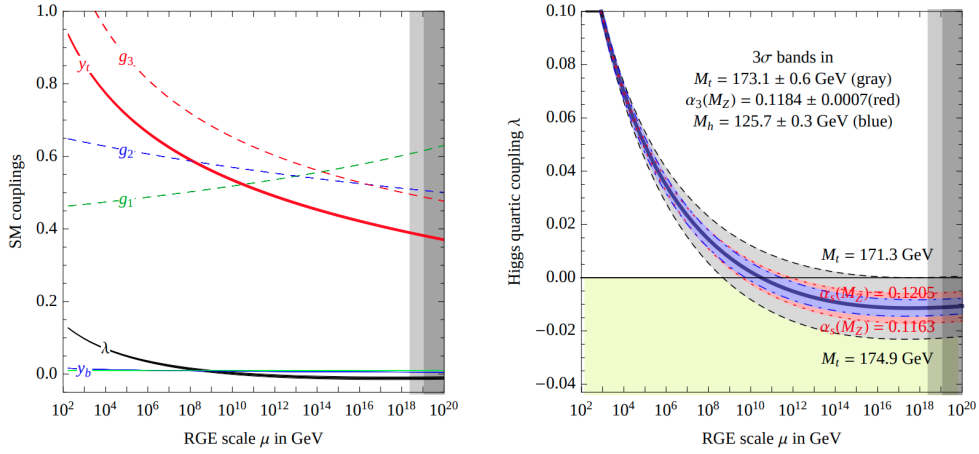 1.0
0.8
0.6
0.4
0.2
0.0
SM couplings
y_t
g_3
g_2
g_1
λ
y_b
10^2 10^4 10^6 10^8 10^10 10^12 10^14 10^16 10^18 10^20
RGE scale μ in GeV
0.10
0.08
0.06
0.04
0.02
0.00
−0.02
−0.04
Higgs quartic coupling λ
3σ bands in
M_t = 173.1 ± 0.6 GeV (gray)
α_3(M_Z) = 0.1184 ± 0.0007(red)
M_h = 125.7 ± 0.3 GeV (blue)
M_t = 171.3 GeV
α_s(M_Z) = 0.1205
α_s(M_Z) = 0.1163
M_t = 174.9 GeV
10^2 10^4 10^6 10^8 10^10 10^12 10^14 10^16 10^18 10^20
RGE scale μ in GeV